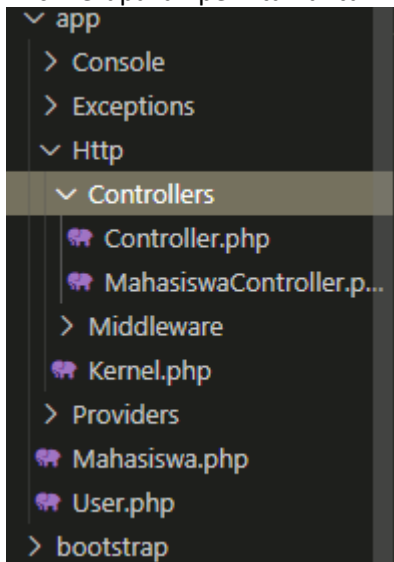 app
Console
Exceptions
Http
Controllers
Controller.php
MahasiswaController.p...
Middleware
Kernel.php
Providers
Mahasiswa.php
User.php
bootstrap